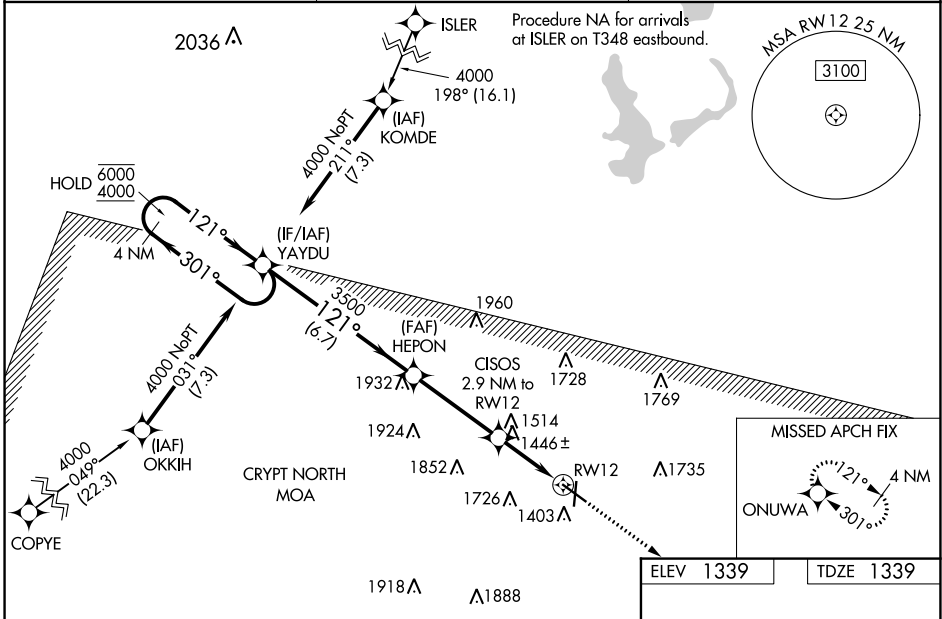 2036
ISLER
Procedure NA for arrivals
at ISLER on T348 eastbound.
MSA RW12 25 NM
3100
4000
198° (16.1)
(IAF)
KOMDE
4000 NoPT
211°
(7.3)
HOLD 6000
4000
121°
301°
4 NM
(IF/IAF)
YAYDU
3500
121°
(6.7)
1960
(FAF)
HEPON
CISOS
2.9 NM to
RW12
1728
1769
1932
4000 NoPT
031°
(7.3)
1514
1446±
1924
(IAF)
OKKIH
4000
049°
(22.3)
COPYE
CRYPT NORTH
MOA
1852
RW12
1735
1726
1403
MISSED APCH FIX
121°
4 NM
ONUWA
301°
1918
1888
ELEV 1339
TDZE 1339